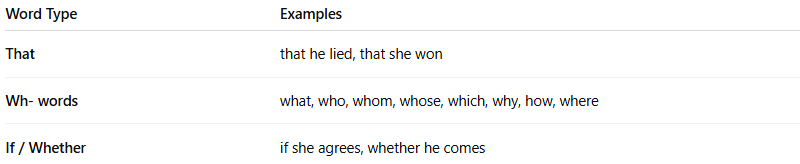 Word Type Examples
That that he lied, that she won
Wh- words what, who, whom, whose, which, why, how, where
If / Whether if she agrees, whether he comes